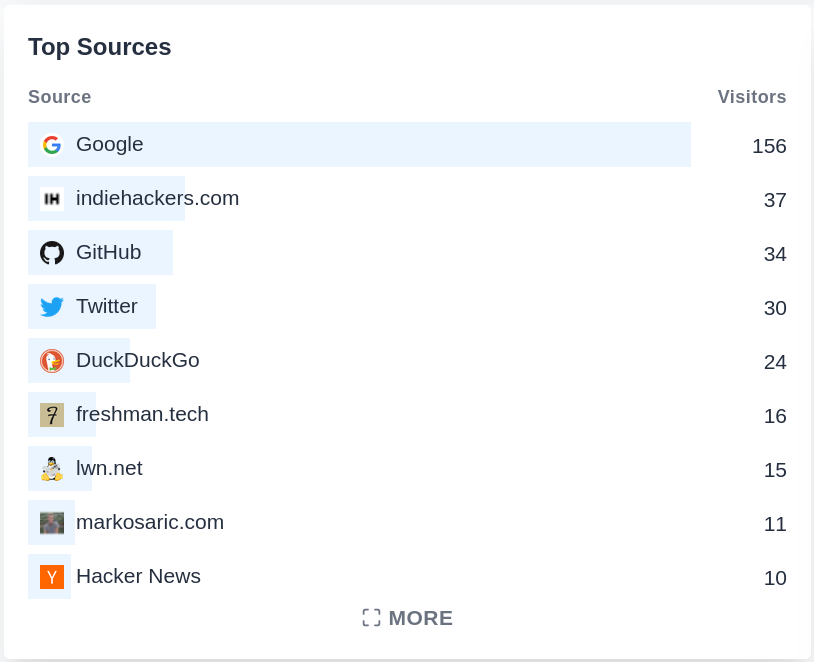 Top Sources
Source Visitors
Google 156
indiehackers.com 37
GitHub 34
Twitter 30
DuckDuckGo 24
freshman.tech 16
lwn.net 15
markosaric.com 11
Hacker News 10
MORE